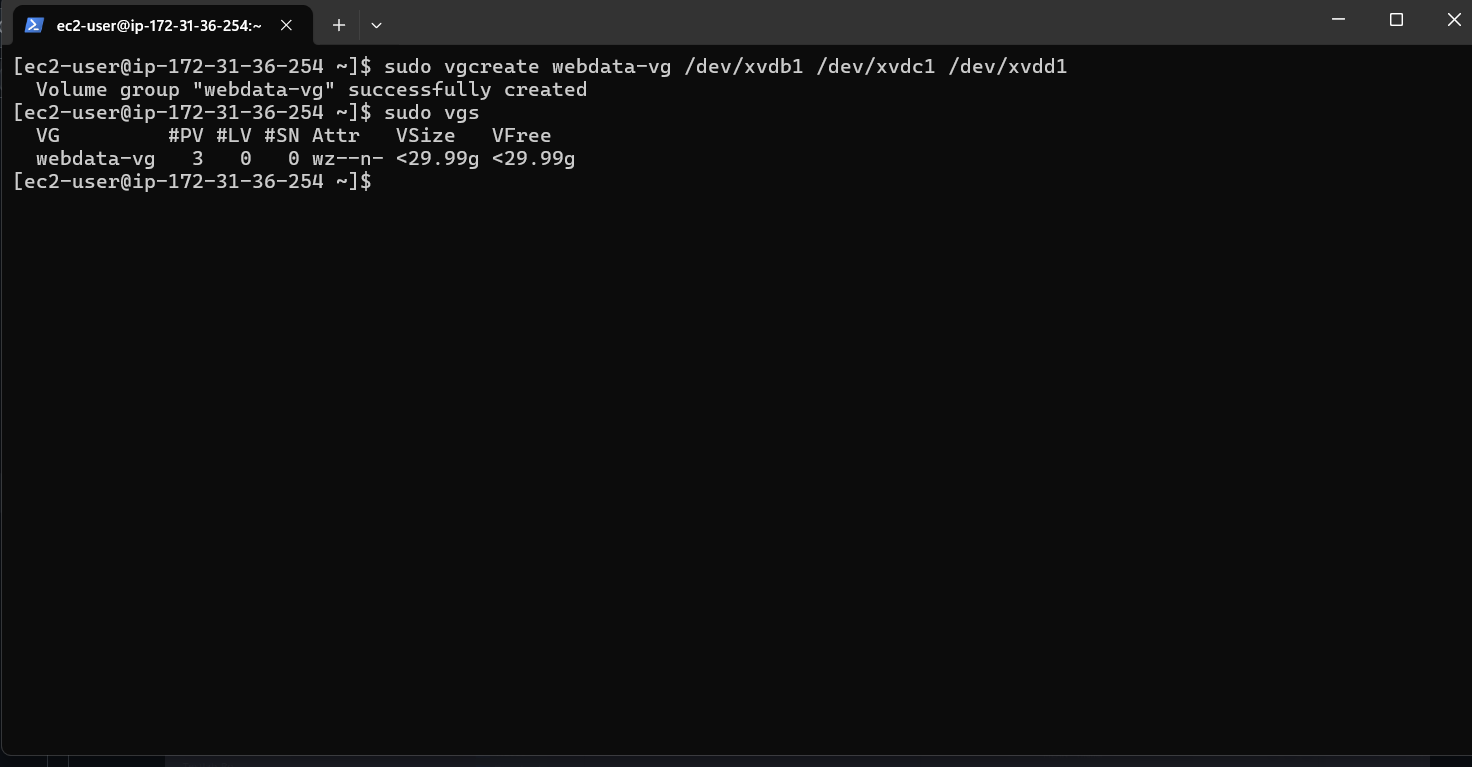 ec2-user@ip-172-31-36-254:~
[ec2-user@ip-172-31-36-254 ~]$ sudo vgcreate webdata-vg /dev/xvdb1 /dev/xvdc1 /dev/xvdd1
  Volume group "webdata-vg" successfully created
[ec2-user@ip-172-31-36-254 ~]$ sudo vgs
  VG         #PV #LV #SN Attr   VSize   VFree
  webdata-vg   3   0   0 wz--n- <29.99g <29.99g
[ec2-user@ip-172-31-36-254 ~]$